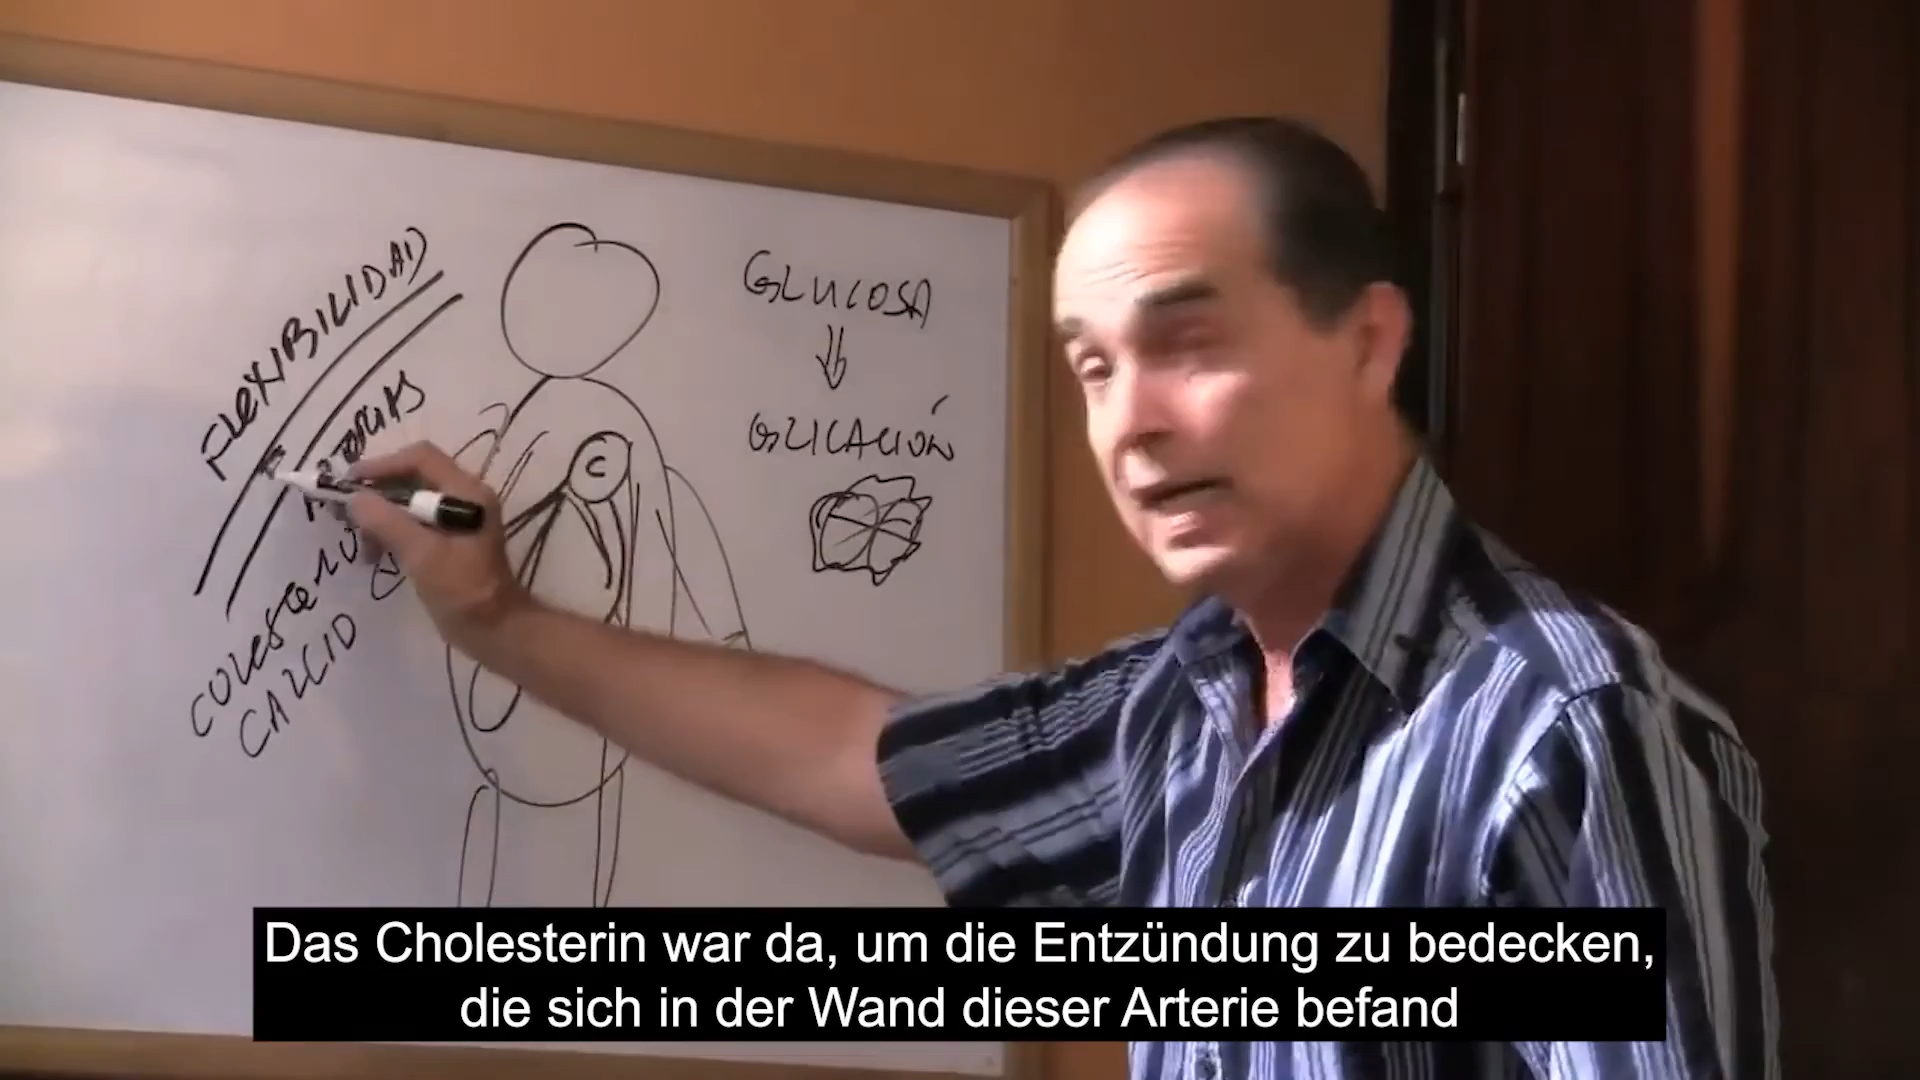 FLEXIBILIDAD
COLESTEROL
CALCIO
C
GLUCOSA
GLICACIÓN
Das Cholesterin war da, um die Entzündung zu bedecken,
die sich in der Wand dieser Arterie befand